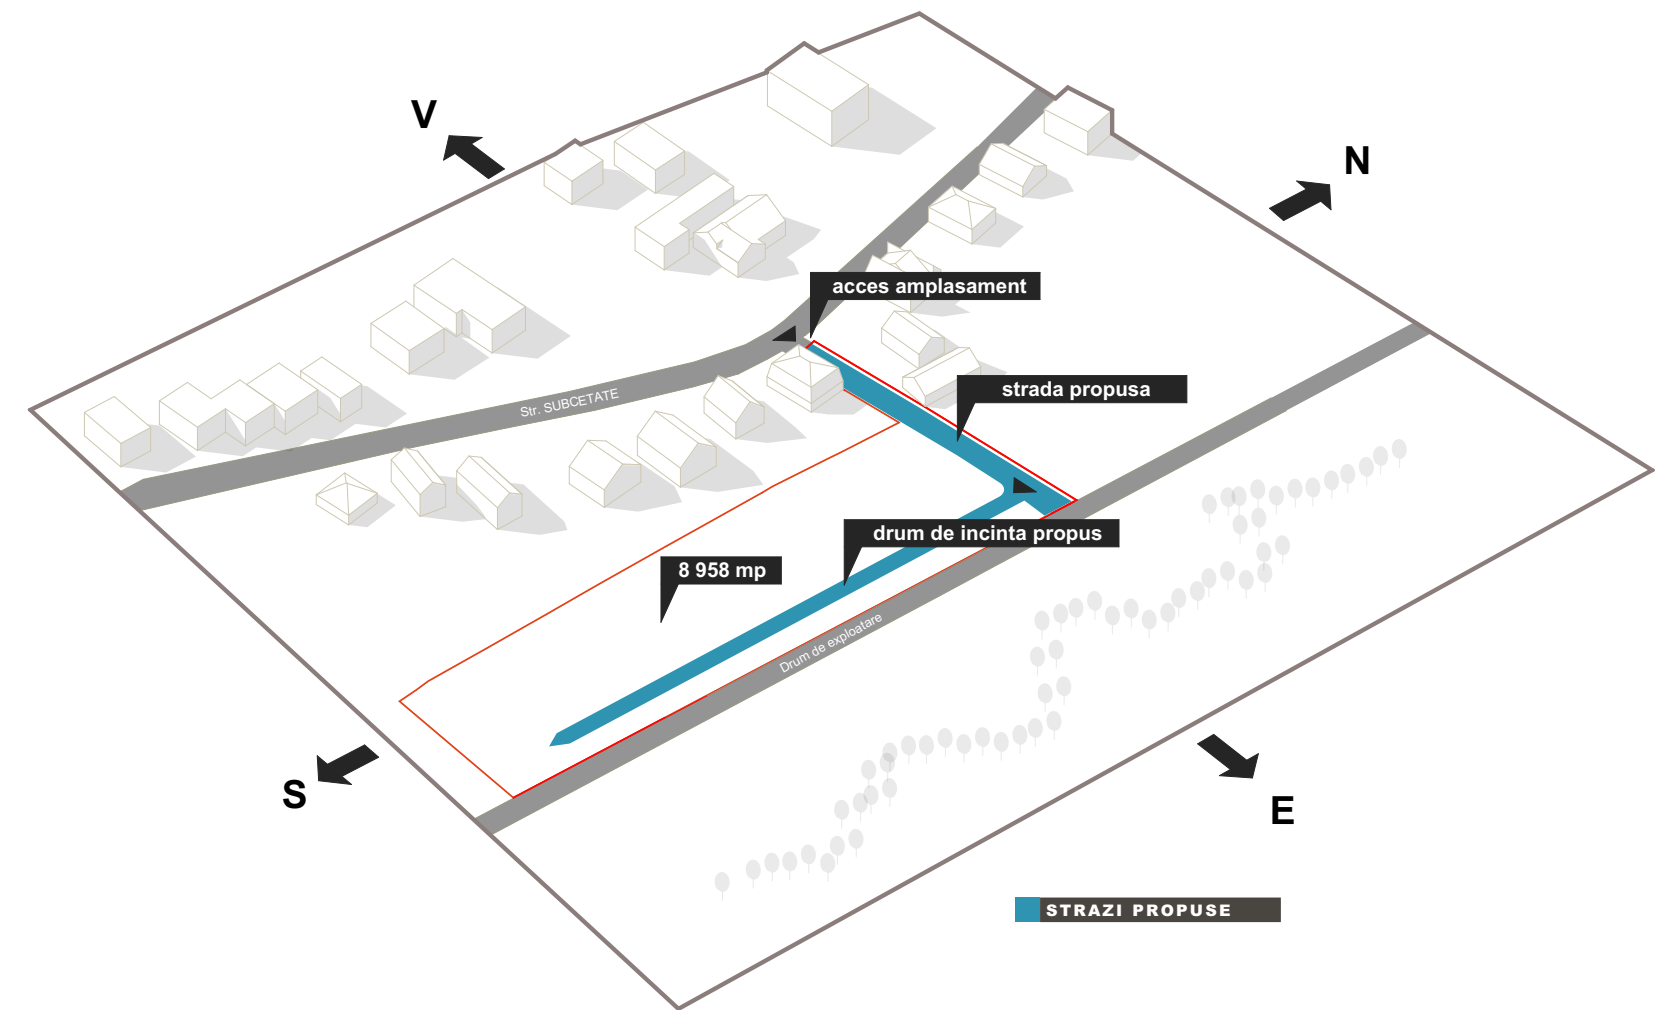 V
N
acces amplasament
strada propusa
Str. SUBCETATE
drum de incinta propus
8 958 mp
Drum de exploatare
S
E
STRAZI PROPUSE